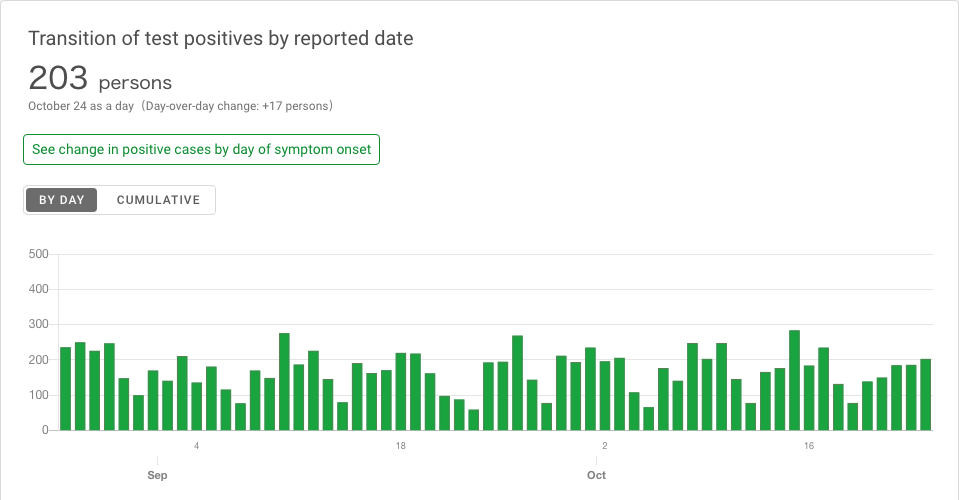 Transition of test positives by reported date
203 persons
October 24 as a day（Day-over-day change: +17 persons）
See change in positive cases by day of symptom onset
BY DAY CUMULATIVE
500
400
300
200
100
0
4 18 2 16
Sep Oct